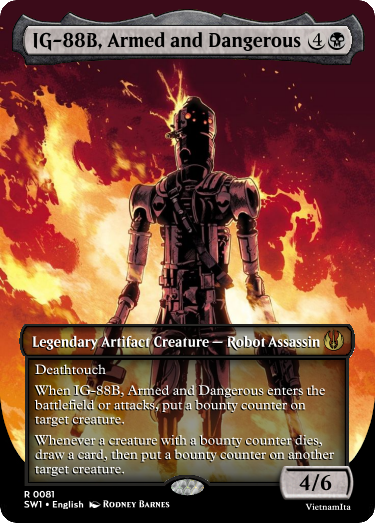 IG-88B, Armed and Dangerous 4
Legendary Artifact Creature — Robot Assassin
Deathtouch
When IG-88B, Armed and Dangerous enters the
battlefield or attacks, put a bounty counter on
target creature.
Whenever a creature with a bounty counter dies,
draw a card, then put a bounty counter on another
target creature.
4/6
R 0081
SW1 • English RODNEY BARNES
VietnamIta